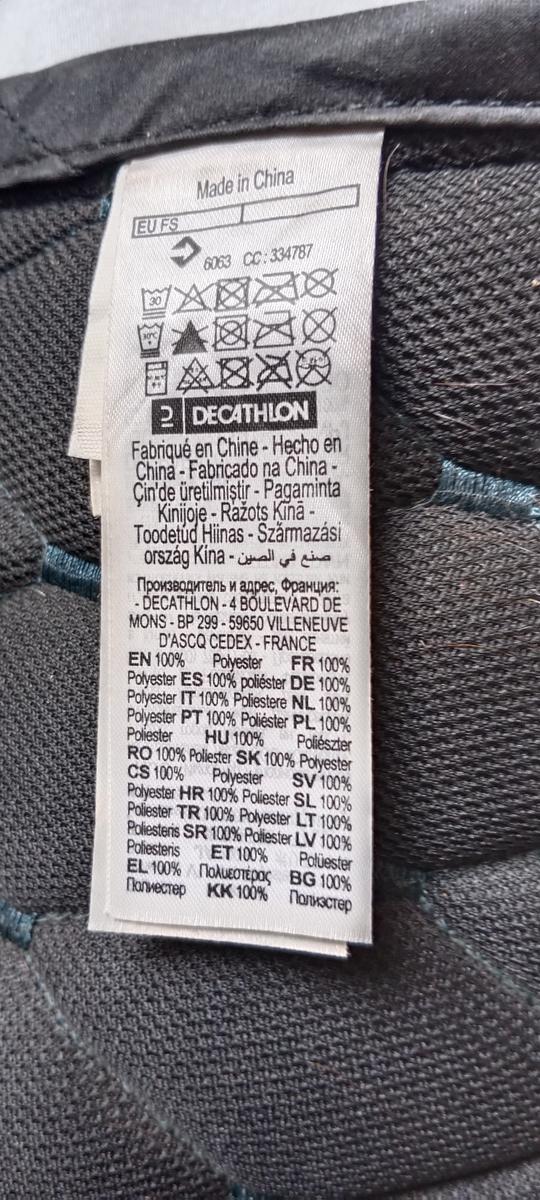 Made in China
EU FS
6063 CC : 334787
30
30°C
DECATHLON
Fabriqué en Chine - Hecho en
China - Fabricado na China -
Çin'de üretilmiştir - Pagaminta
Kinijoje - Ražots Ķīnā -
Toodetud Hiinas - Származási
ország Kína - صنع في الصين
Производитель и адрес, Франция:
- DECATHLON - 4 BOULEVARD DE
MONS - BP 299 - 59650 VILLENEUVE
D'ASCQ CEDEX - FRANCE
EN 100% Polyester FR 100%
Polyester ES 100% poliéster DE 100%
Polyester IT 100% Poliestere NL 100%
Polyester PT 100% Poliéster PL 100%
Poliester HU 100% Poliészter
RO 100% Poliester SK 100% Polyester
CS 100% Polyester SV 100%
Polyester HR 100% Poliester SL 100%
Poliester TR 100% Polyester LT 100%
Poliesteris SR 100% Poliester LV 100%
Poliesteris ET 100% Polüester
EL 100% Πολυεστέρας BG 100%
Полиестер KK 100% Полиэстер